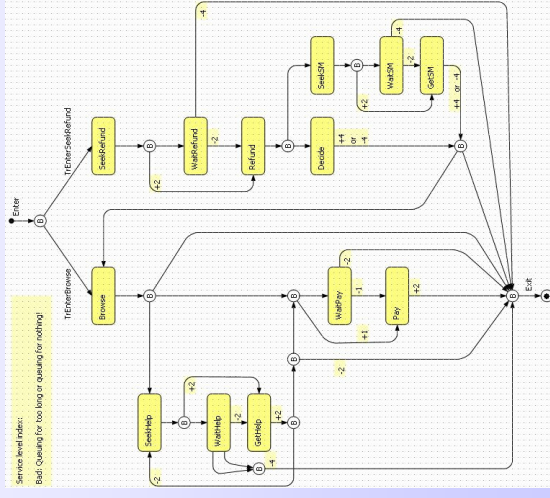 Service level index:
Bad: Queuing for too long or queuing for nothing!
Enter
TrEnterBrowse
TrEnterSeekRefund
B
SeekRefund
B
+2
WaitRefund
-4
-2
Refund
B
SeekSM
B
+2
WaitSM
-4
-2
GetSM
+4 or -4
Decide
+4
or
-4
B
Browse
B
SeekHelp
B
+2
WaitHelp
-2
GetHelp
+2
B
-2
B
-4
B
-2
B
WaitPay
-2
-1
+1
Pay
+2
B
Exit